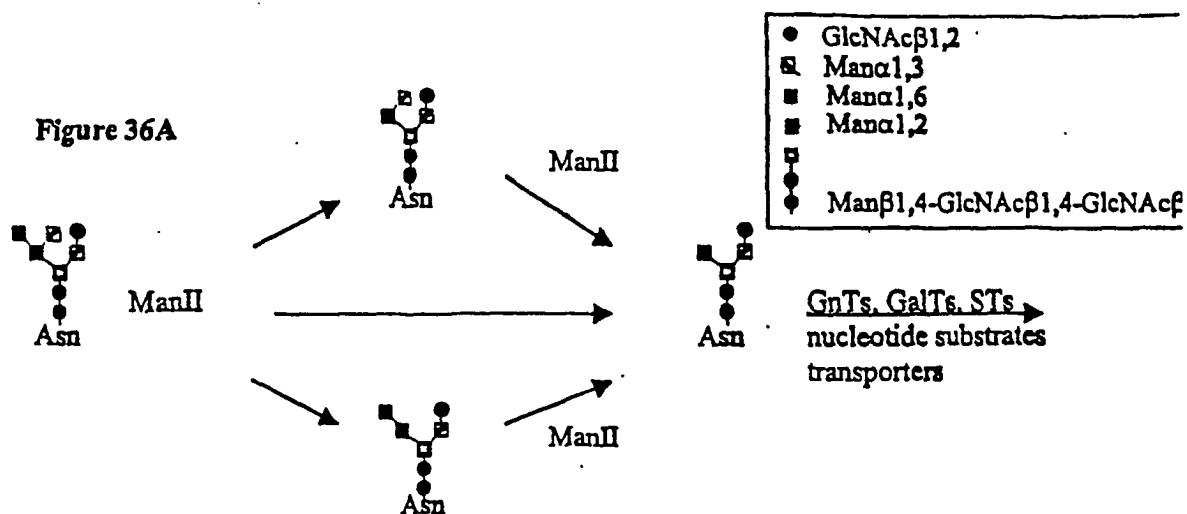 Figure 36A
GlcNAcβ1,2
Manα1,3
Manα1,6
Manα1,2
Manβ1,4-GlcNAcβ1,4-GlcNAcβ
Asn
ManII
Asn
ManII
Asn
GnTs, GalTs, STs
nucleotide substrates
transporters
ManII
Asn